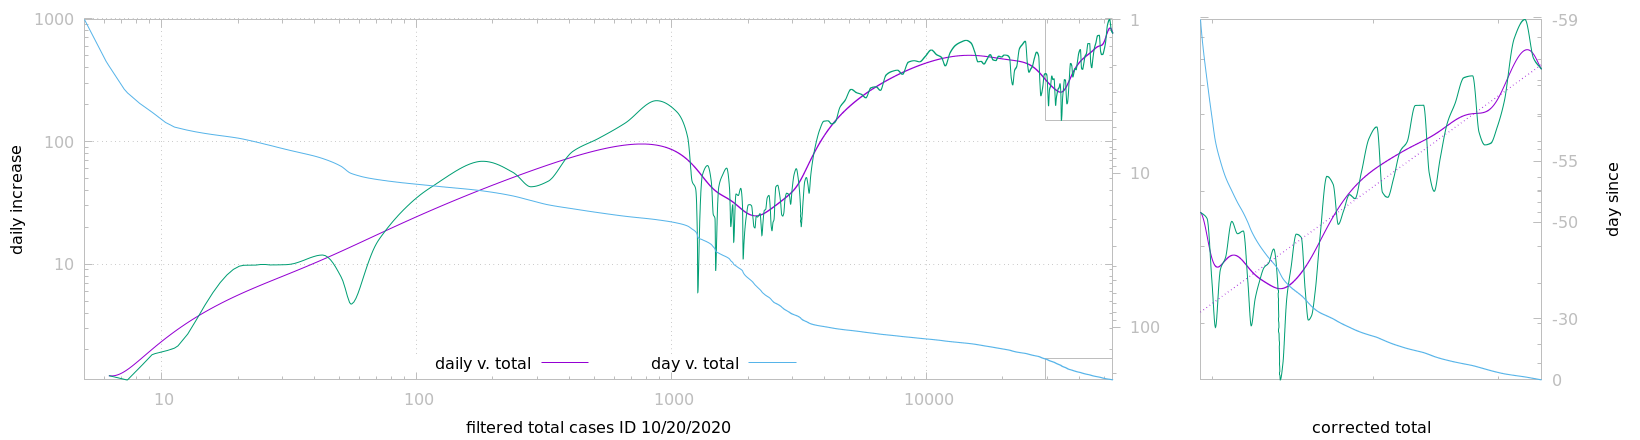 1000
100
10
daily increase
1
10
100
daily v. total
day v. total
10
100
1000
10000
filtered total cases ID 10/20/2020
-59
-55
-50
-30
0
day since
corrected total